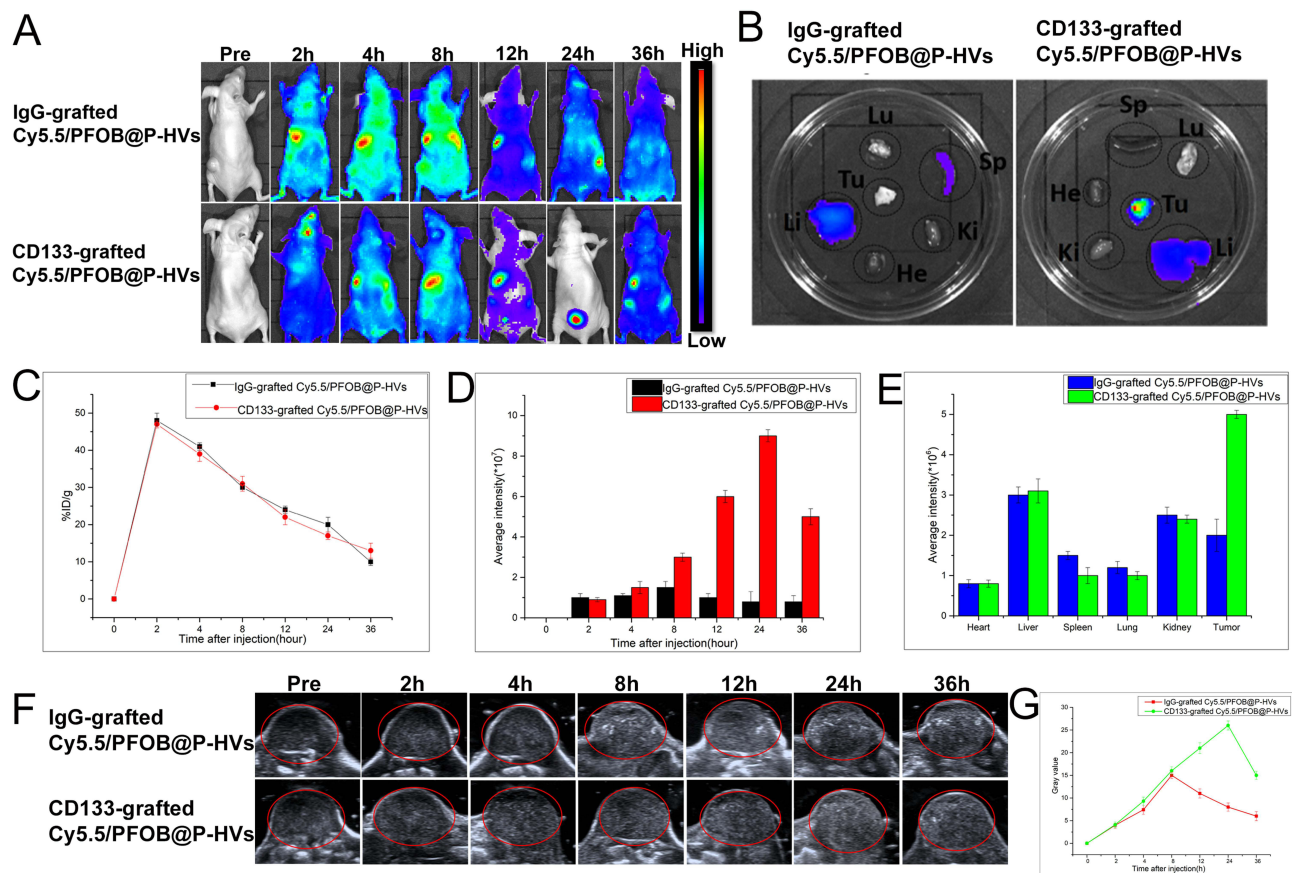 A
Pre 2h 4h 8h 12h 24h 36h
High
Low
IgG-grafted
Cy5.5/PFOB@P-HVs
CD133-grafted
Cy5.5/PFOB@P-HVs
B
IgG-grafted
Cy5.5/PFOB@P-HVs
CD133-grafted
Cy5.5/PFOB@P-HVs
Lu
Sp
Tu
Li
Ki
He
Sp
Lu
He
Tu
Ki
Li
C
IgG-grafted Cy5.5/PFOB@P-HVs
CD133-grafted Cy5.5/PFOB@P-HVs
%ID/g
50
40
30
20
10
0
0 2 4 8 12 24 36
Time after injection(hour)
D
IgG-grafted Cy5.5/PFOB@P-HVs
CD133-grafted Cy5.5/PFOB@P-HVs
Average intensity(*10⁷)
10
8
6
4
2
0
0 2 4 8 12 24 36
Time after injection(hour)
E
IgG-grafted Cy5.5/PFOB@P-HVs
CD133-grafted Cy5.5/PFOB@P-HVs
Average intensity(*10⁶)
5
4
3
2
1
0
Heart Liver Spleen Lung Kidney Tumor
F
Pre 2h 4h 8h 12h 24h 36h
IgG-grafted
Cy5.5/PFOB@P-HVs
CD133-grafted
Cy5.5/PFOB@P-HVs
G
IgG-grafted Cy5.5/PFOB@P-HVs
CD133-grafted Cy5.5/PFOB@P-HVs
Gray value
30
25
20
15
10
5
0
0 2 4 8 12 24 36
Time after injection(h)